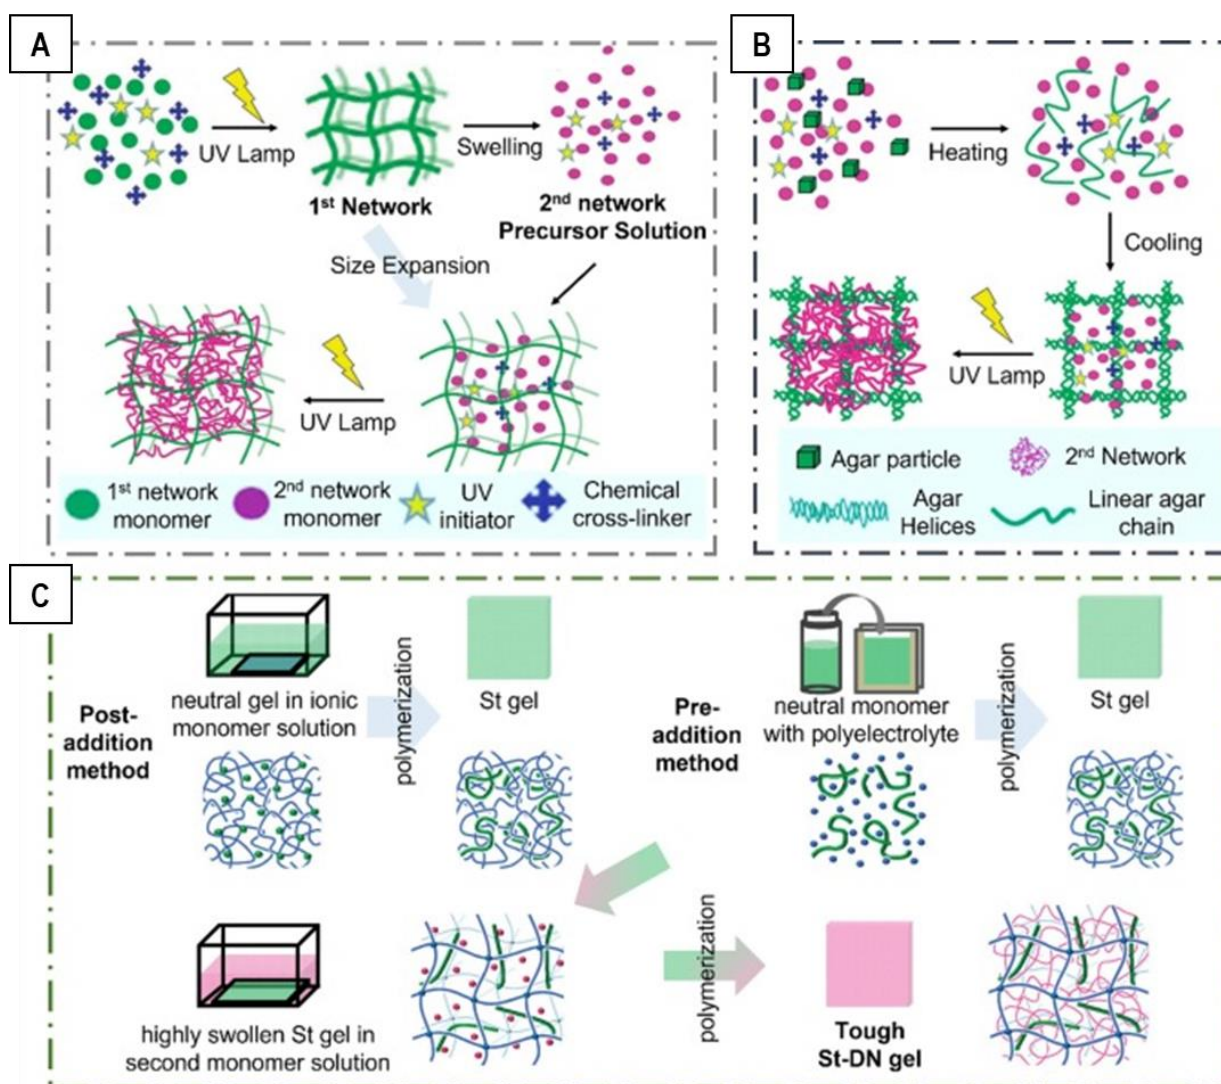 A
UV Lamp
Swelling
1st Network
2nd network
Precursor Solution
Size Expansion
UV Lamp
1st network
monomer
2nd network
monomer
UV
initiator
Chemical
cross-linker
B
Heating
Cooling
UV Lamp
Agar particle
2nd Network
Agar
Helices
Linear agar
chain
C
Post-
addition
method
neutral gel in ionic
monomer solution
polymerization
St gel
Pre-
addition
method
neutral monomer
with polyelectrolyte
polymerization
St gel
highly swollen St gel in
second monomer solution
polymerization
Tough
St-DN gel